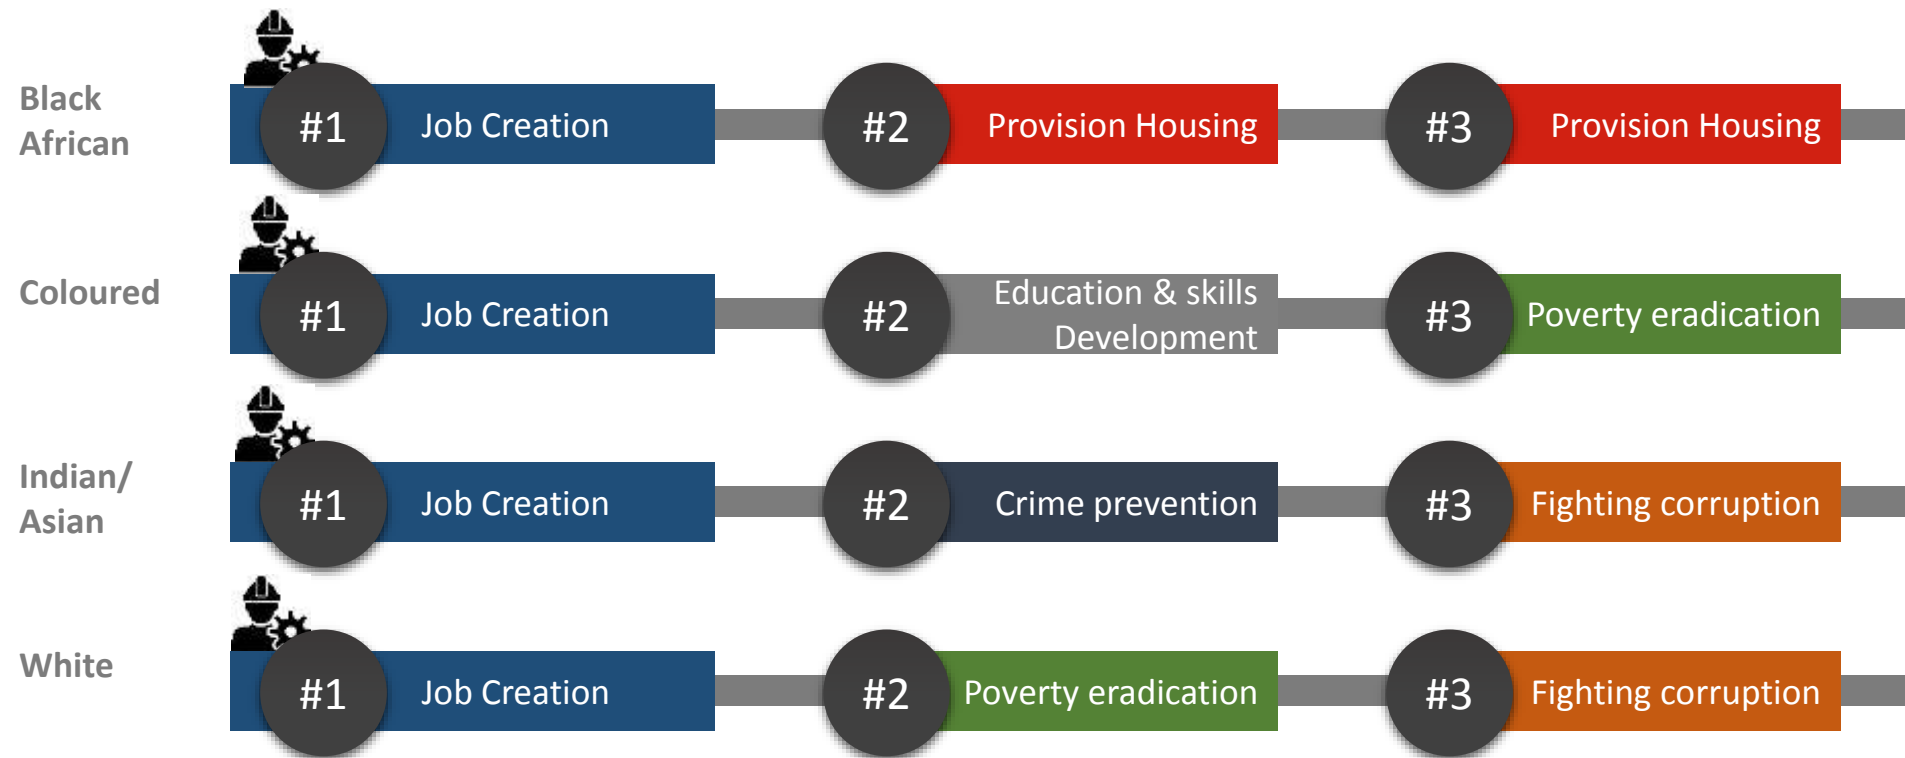 Black
African
#1 Job Creation #2 Provision Housing #3 Provision Housing
Coloured
#1 Job Creation #2 Education & skills
Development #3 Poverty eradication
Indian/
Asian
#1 Job Creation #2 Crime prevention #3 Fighting corruption
White
#1 Job Creation #2 Poverty eradication #3 Fighting corruption